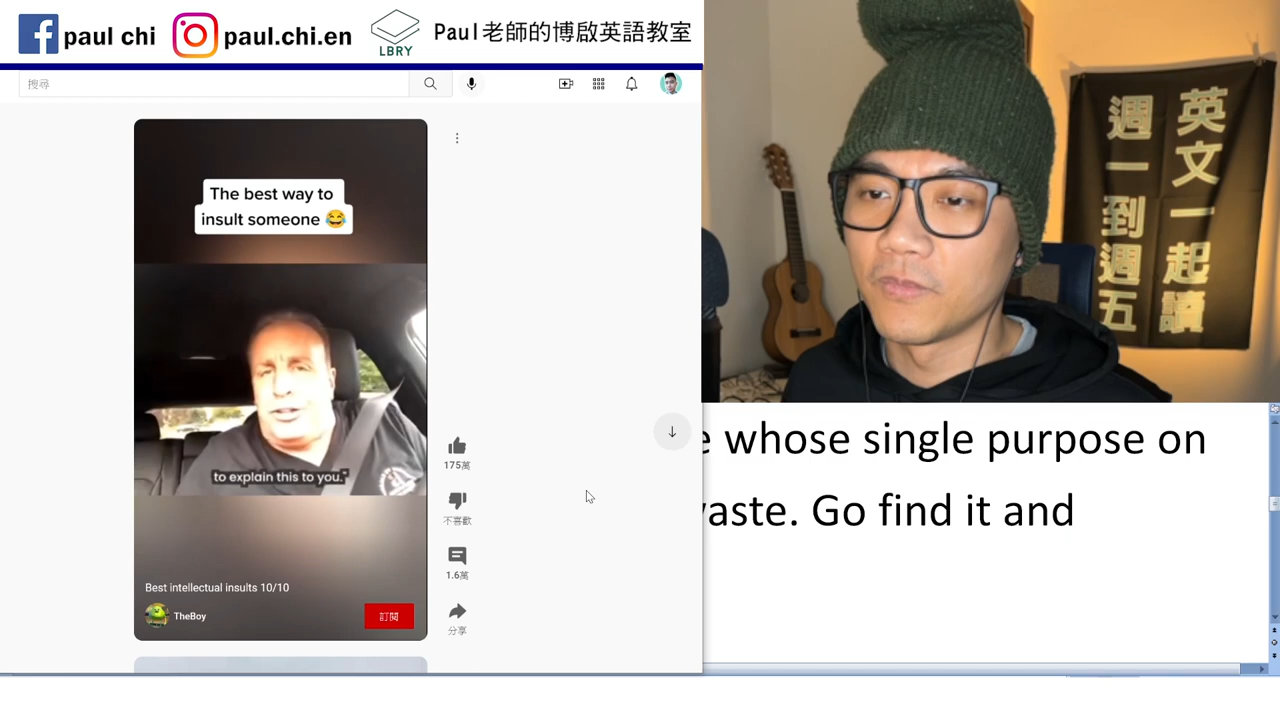 paul chi
paul.chi.en
LBRY
Paul老師的博啟英語教室
搜尋
The best way to
insult someone 😂
to explain this to you."
175萬
不喜歡
1.6萬
分享
Best intellectual insults 10/10
TheBoy
訂閱
英文一起讀
週一到週五
whose single purpose on
Go find it and